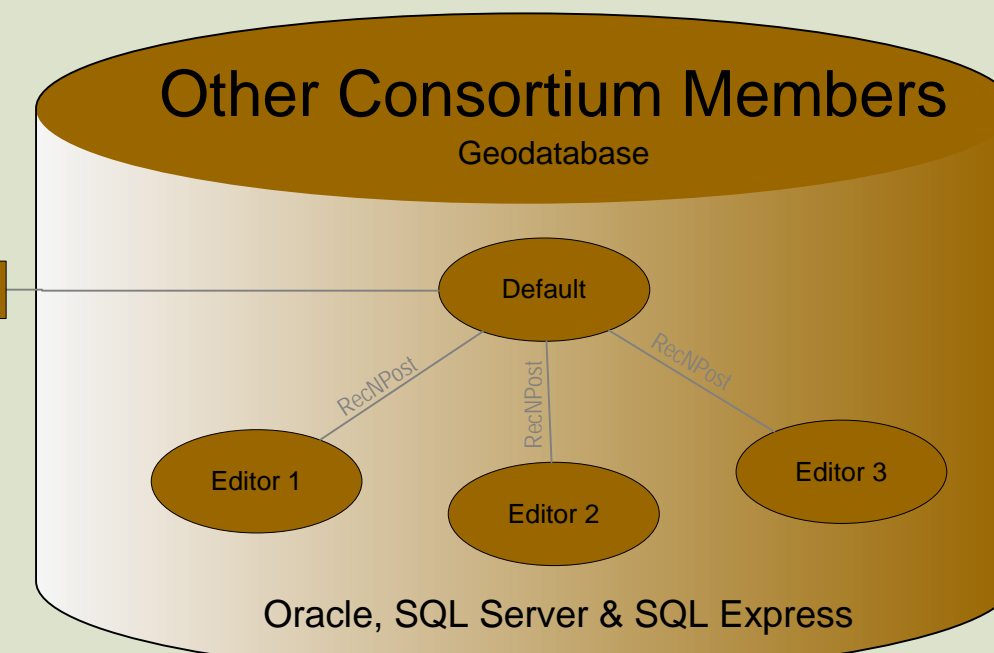 Other Consortium Members
Geodatabase
Default
RecNPost
RecNPost
RecNPost
Editor 1
Editor 2
Editor 3
Oracle, SQL Server & SQL Express